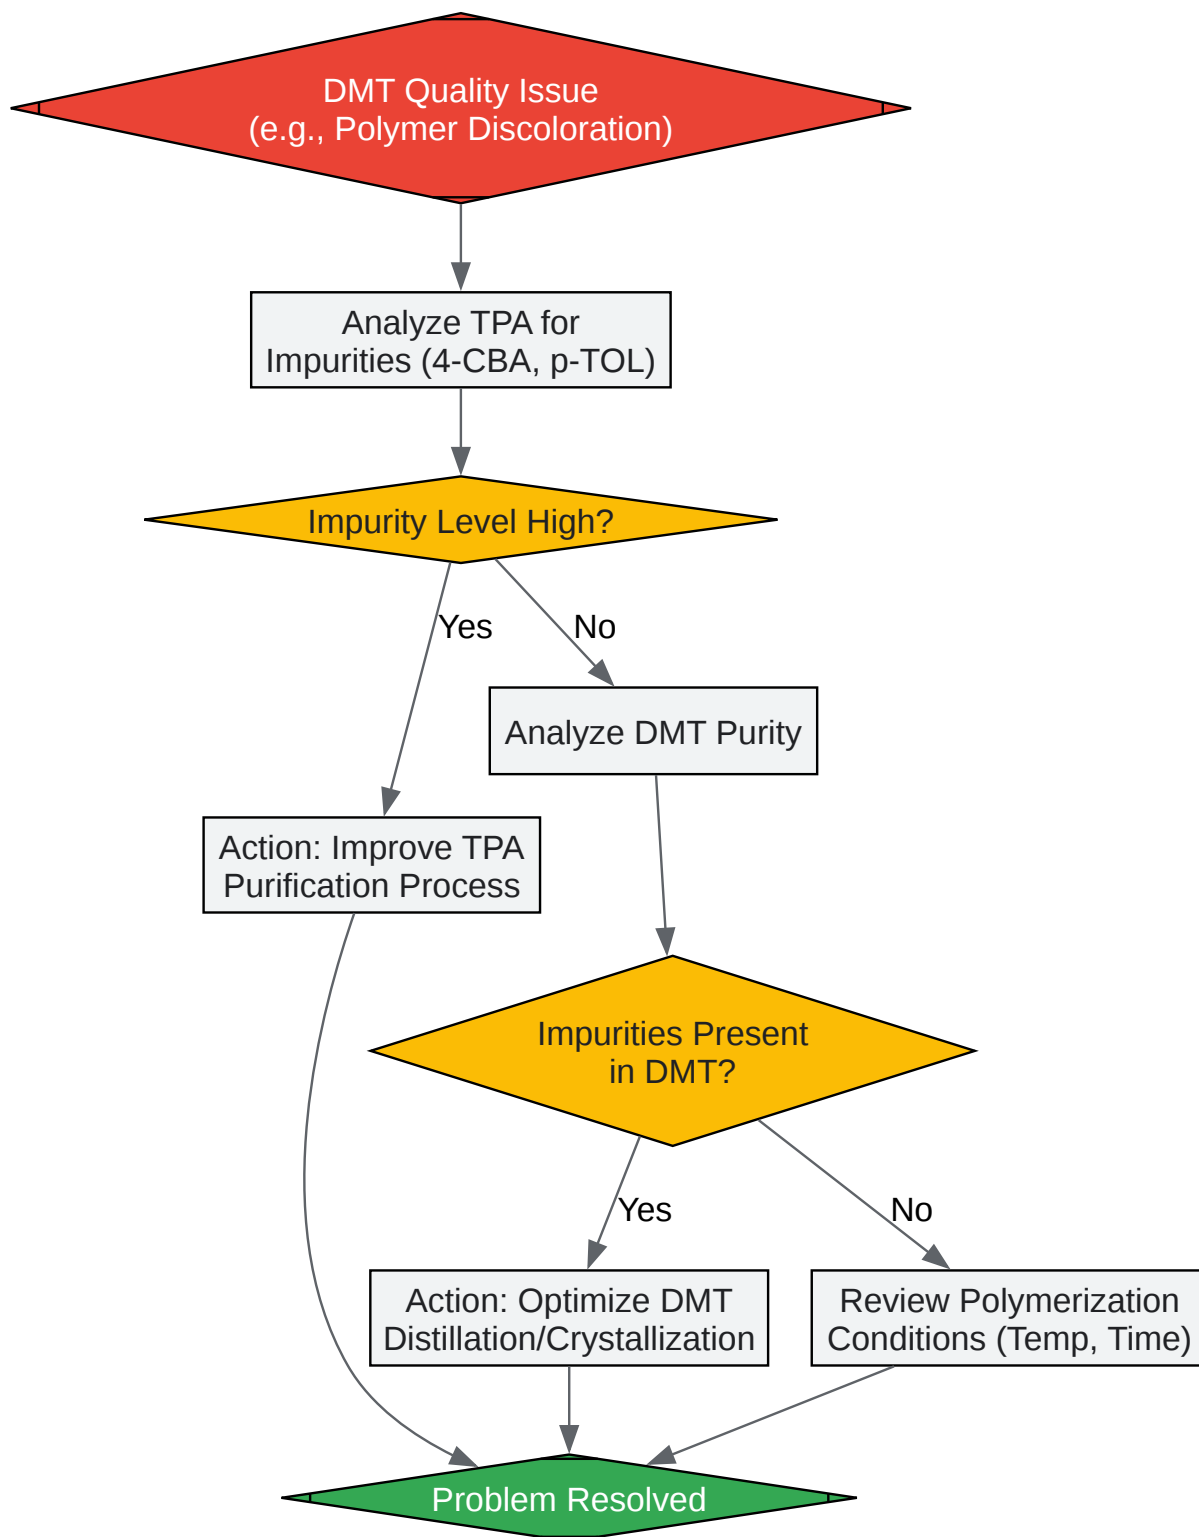 DMT Quality Issue
(e.g., Polymer Discoloration)
Analyze TPA for
Impurities (4-CBA, p-TOL)
Impurity Level High?
Yes
No
Analyze DMT Purity
Action: Improve TPA
Purification Process
Impurities Present
in DMT?
Yes
No
Action: Optimize DMT
Distillation/Crystallization
Review Polymerization
Conditions (Temp, Time)
Problem Resolved